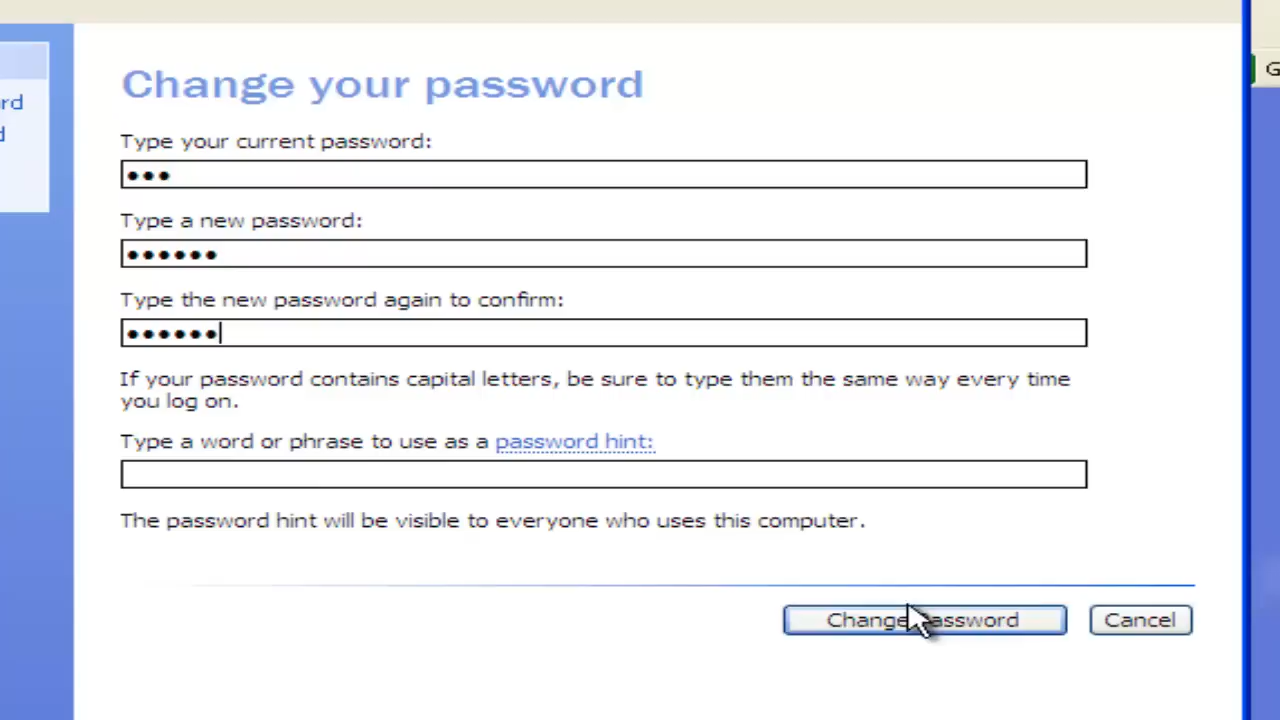 Change your password
Type your current password:
●●●
Type a new password:
●●●●●●
Type the new password again to confirm:
●●●●●●
If your password contains capital letters, be sure to type them the same way every time
you log on.
Type a word or phrase to use as a password hint:
The password hint will be visible to everyone who uses this computer.
Change Password Cancel
rd
d
G